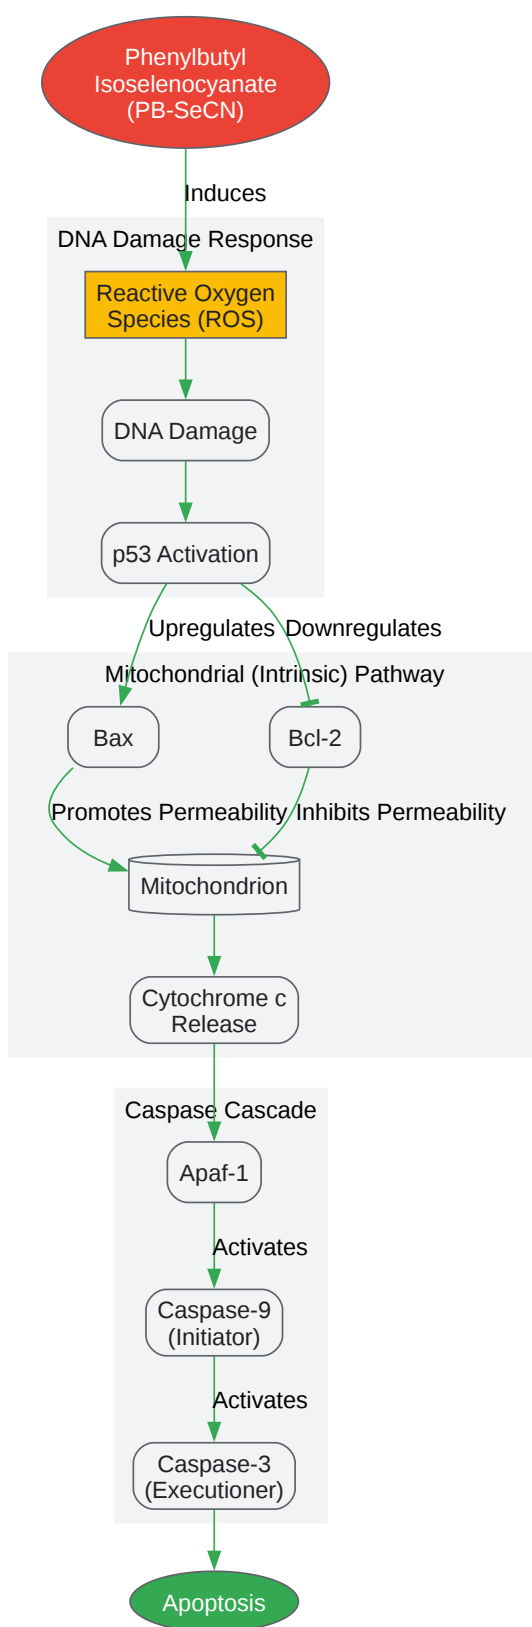 Phenylbutyl
Isoselenocyanate
(PB-SeCN)
Induces
DNA Damage Response
Reactive Oxygen
Species (ROS)
DNA Damage
p53 Activation
Upregulates
Downregulates
Mitochondrial (Intrinsic) Pathway
Bax
Bcl-2
Promotes Permeability
Inhibits Permeability
Mitochondrion
Cytochrome c
Release
Caspase Cascade
Apaf-1
Activates
Caspase-9
(Initiator)
Activates
Caspase-3
(Executioner)
Apoptosis